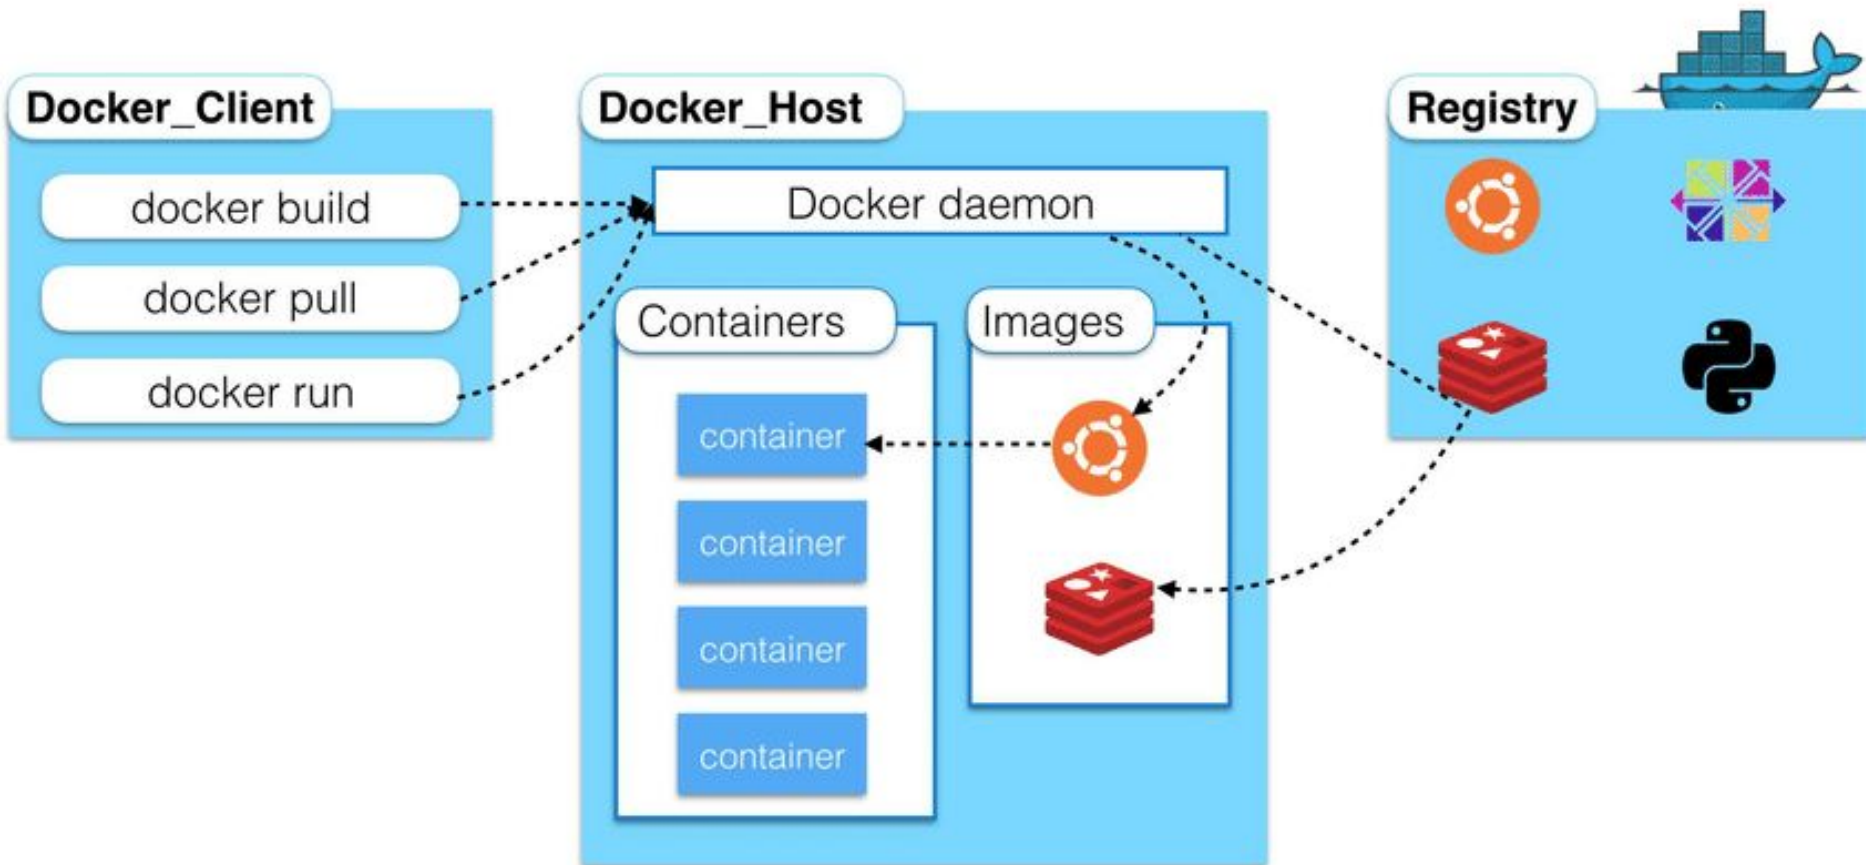 Docker_Client
docker build
docker pull
docker run
Docker_Host
Docker daemon
Containers
container
container
container
container
Images
Registry